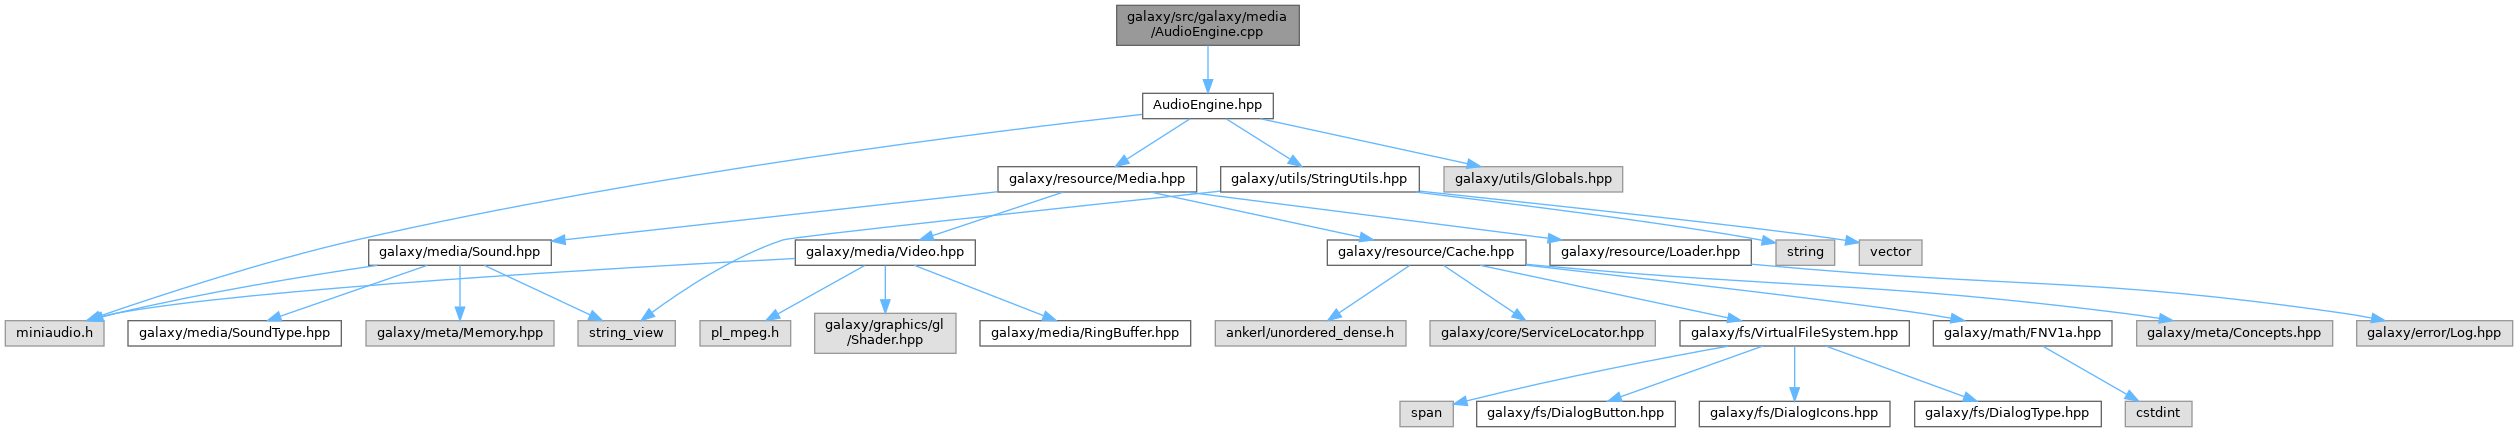 galaxy/src/galaxy/media
/AudioEngine.cpp
AudioEngine.hpp
galaxy/resource/Media.hpp
galaxy/utils/StringUtils.hpp
galaxy/utils/Globals.hpp
galaxy/media/Sound.hpp
galaxy/media/Video.hpp
galaxy/resource/Cache.hpp
galaxy/resource/Loader.hpp
string
vector
miniaudio.h
galaxy/media/SoundType.hpp
galaxy/meta/Memory.hpp
string_view
pl_mpeg.h
galaxy/graphics/gl
/Shader.hpp
galaxy/media/RingBuffer.hpp
ankerl/unordered_dense.h
galaxy/core/ServiceLocator.hpp
galaxy/fs/VirtualFileSystem.hpp
galaxy/math/FNV1a.hpp
galaxy/meta/Concepts.hpp
galaxy/error/Log.hpp
span
galaxy/fs/DialogButton.hpp
galaxy/fs/DialogIcons.hpp
galaxy/fs/DialogType.hpp
cstdint